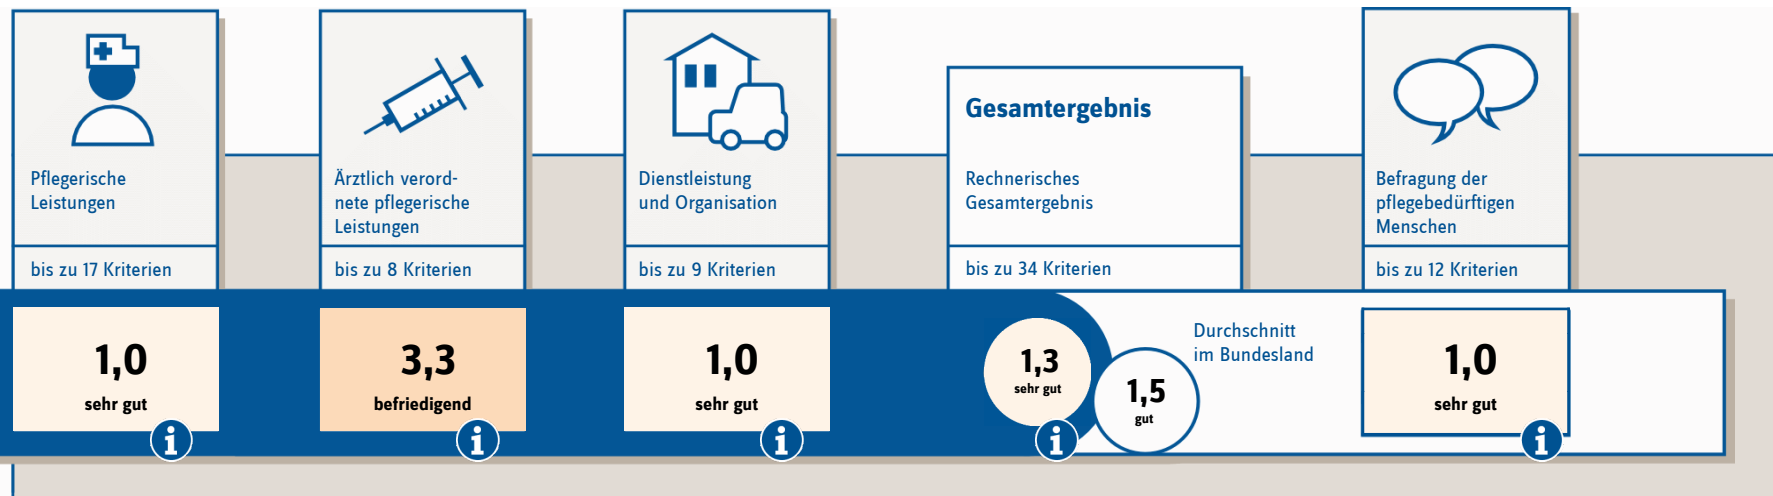 Pflegerische
Leistungen
bis zu 17 Kriterien
1,0
sehr gut
i
Ärztlich verord-
nete pflegerische
Leistungen
bis zu 8 Kriterien
3,3
befriedigend
i
Dienstleistung
und Organisation
bis zu 9 Kriterien
1,0
sehr gut
i
Gesamtergebnis
Rechnerisches
Gesamtergebnis
bis zu 34 Kriterien
1,3
sehr gut
i
1,5
gut
Durchschnitt
im Bundesland
Befragung der
pflegebedürftigen
Menschen
bis zu 12 Kriterien
1,0
sehr gut
i